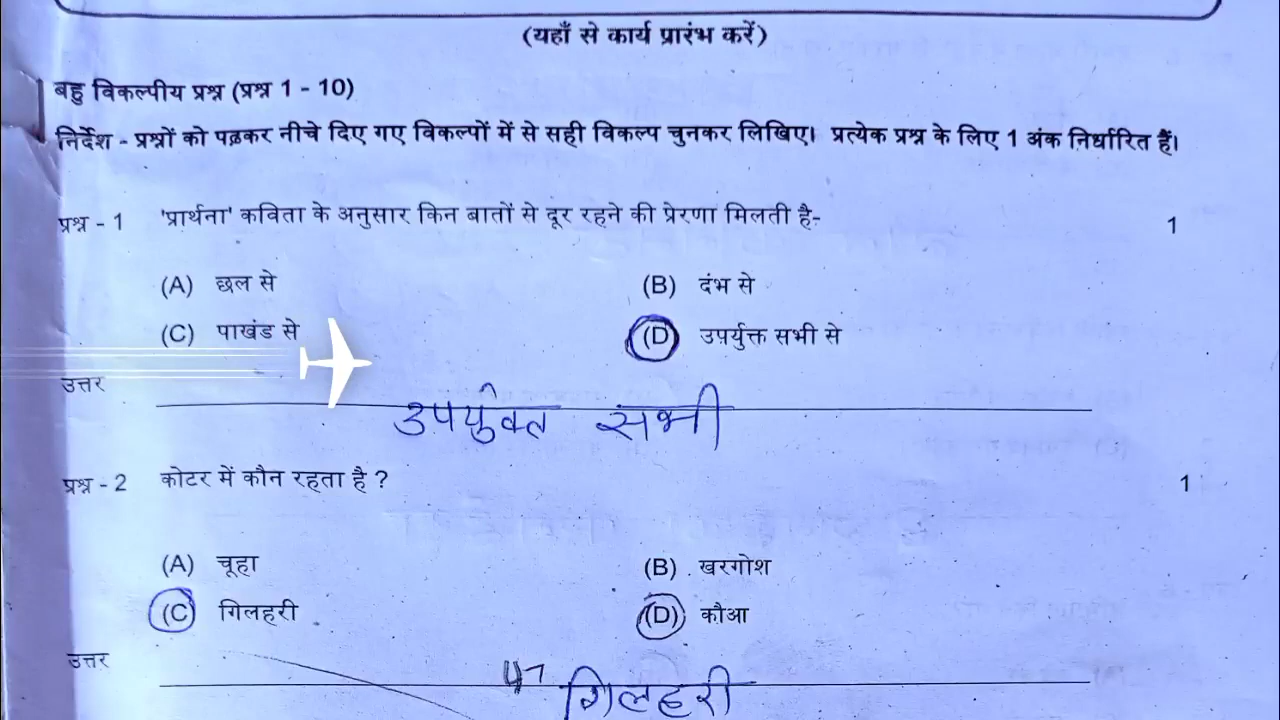 (यहाँ से कार्य प्रारंभ करें)
बहु विकल्पीय प्रश्न (प्रश्न 1 - 10)
निर्देश - प्रश्नों को पढ़कर नीचे दिए गए विकल्पों में से सही विकल्प चुनकर लिखिए। प्रत्येक प्रश्न के लिए 1 अंक निर्धारित हैं।
प्रश्न - 1 'प्रार्थना' कविता के अनुसार किन बातों से दूर रहने की प्रेरणा मिलती है- 1
(A) छल से (B) दंभ से
(C) पाखंड से (D) उपर्युक्त सभी से
उत्तर
उपर्युक्त सभी
प्रश्न - 2 कोटर में कौन रहता है ? 1
(A) चूहा (B) खरगोश
(C) गिलहरी (D) कौआ
उत्तर
गिलहरी